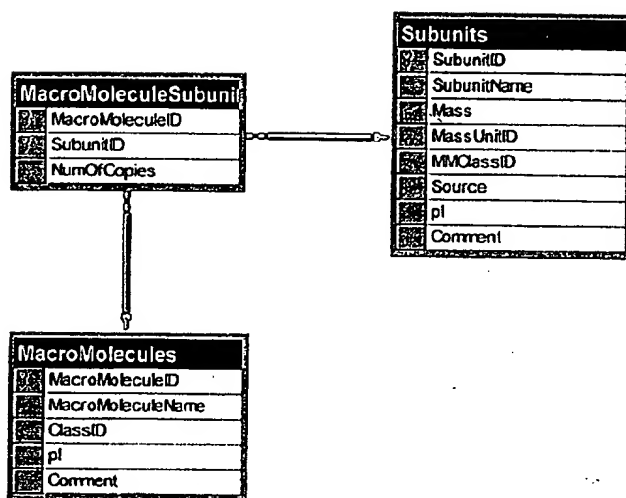 MacroMoleculeSubunit
MacroMoleculeID
SubunitID
NumOfCopies
Subunits
SubunitID
SubunitName
Mass
MassUnitID
MMClassID
Source
pI
Comment
MacroMolecules
MacroMoleculeID
MacroMoleculeName
ClassID
pI
Comment